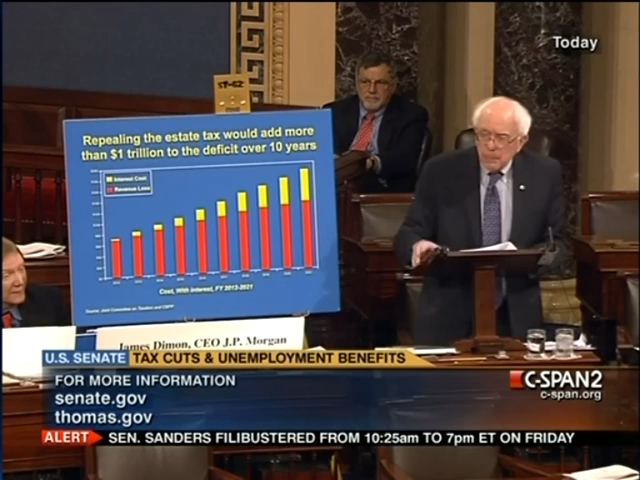 Today
ST-62
Repealing the estate tax would add more
than $1 trillion to the deficit over 10 years
Interest Cost
Revenue Loss
Cost, With Interest, FY 2012-2021
James Dimon, CEO J.P. Morgan
U.S. SENATE TAX CUTS & UNEMPLOYMENT BENEFITS
FOR MORE INFORMATION
senate.gov
thomas.gov
C-SPAN2
c-span.org
ALERT SEN. SANDERS FILIBUSTERED FROM 10:25am TO 7pm ET ON FRIDAY